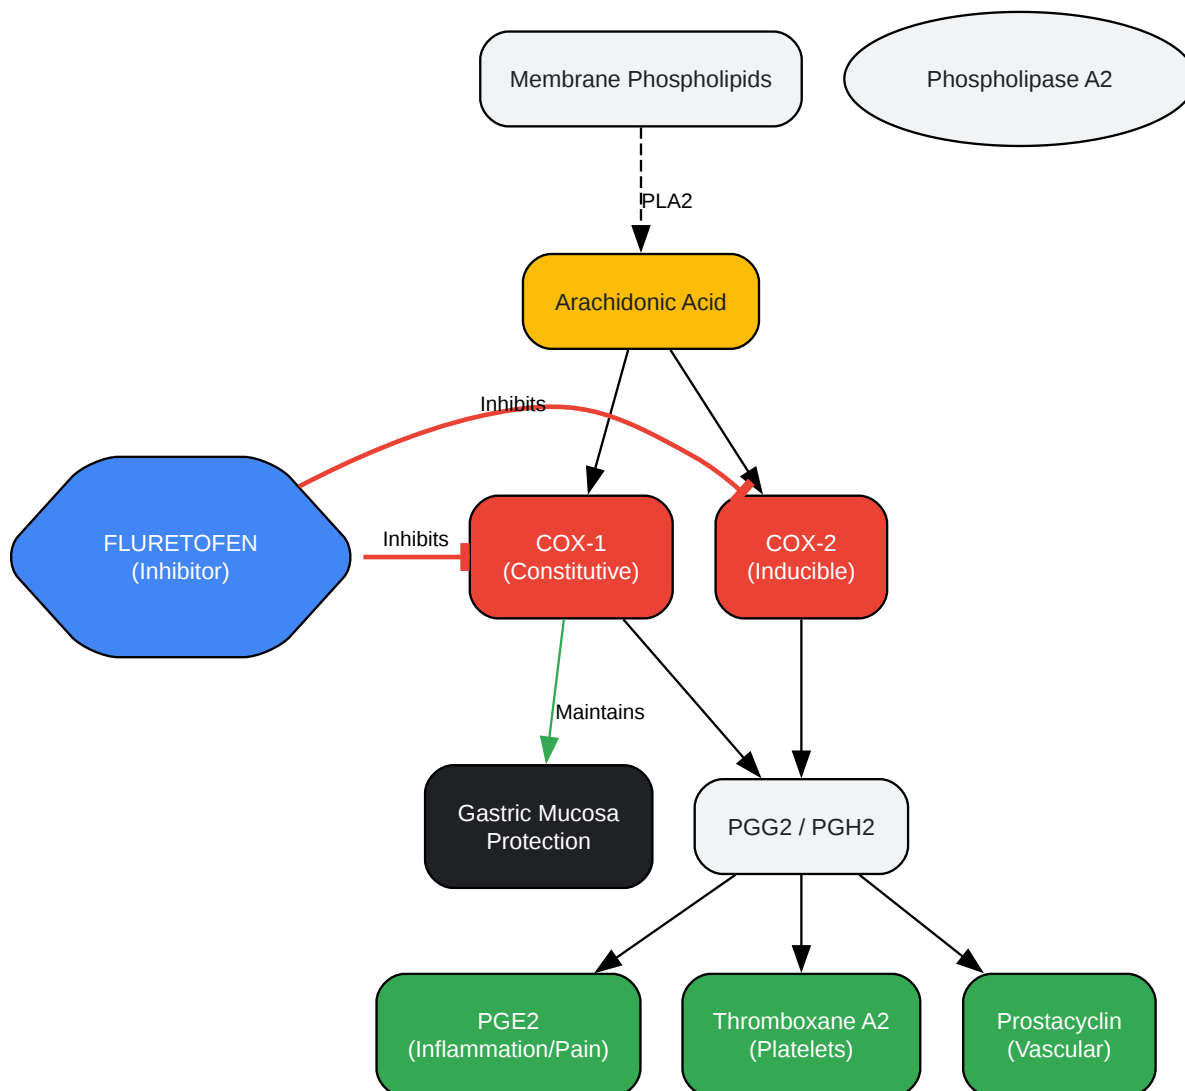 Membrane Phospholipids
Phospholipase A2
PLA2
Arachidonic Acid
Inhibits
FLURETOFEN
(Inhibitor)
Inhibits
COX-1
(Constitutive)
COX-2
(Inducible)
Maintains
Gastric Mucosa
Protection
PGG2 / PGH2
PGE2
(Inflammation/Pain)
Thromboxane A2
(Platelets)
Prostacyclin
(Vascular)